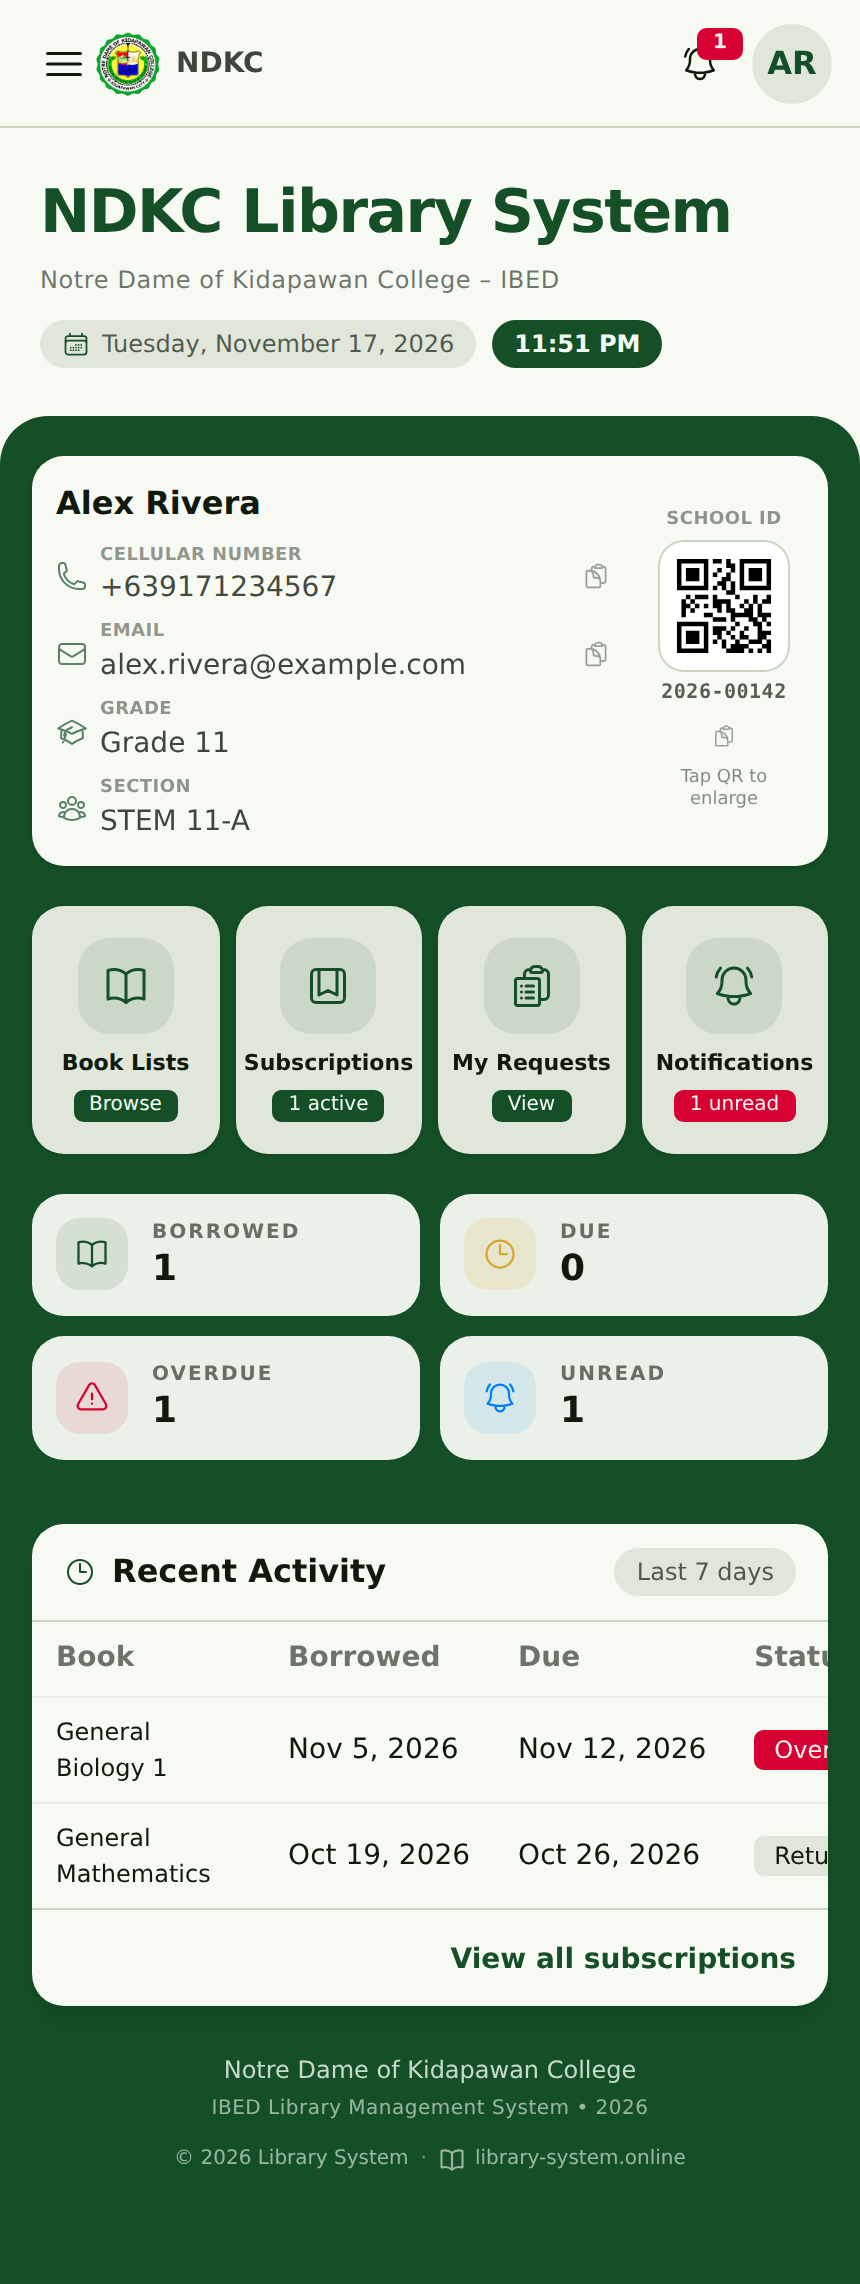 NDKC
1
AR
NDKC Library System
Notre Dame of Kidapawan College – IBED
Tuesday, November 17, 2026
11:51 PM
Alex Rivera
CELLULAR NUMBER
+639171234567
EMAIL
alex.rivera@example.com
GRADE
Grade 11
SECTION
STEM 11-A
SCHOOL ID
2026-00142
Tap QR to
enlarge
Book Lists
Browse
Subscriptions
1 active
My Requests
View
Notifications
1 unread
BORROWED
1
DUE
0
OVERDUE
1
UNREAD
1
Recent Activity
Last 7 days
Book Borrowed Due Statu
General
Biology 1
Nov 5, 2026 Nov 12, 2026 Over
General
Mathematics
Oct 19, 2026 Oct 26, 2026 Retu
View all subscriptions
Notre Dame of Kidapawan College
IBED Library Management System • 2026
© 2026 Library System · library-system.online